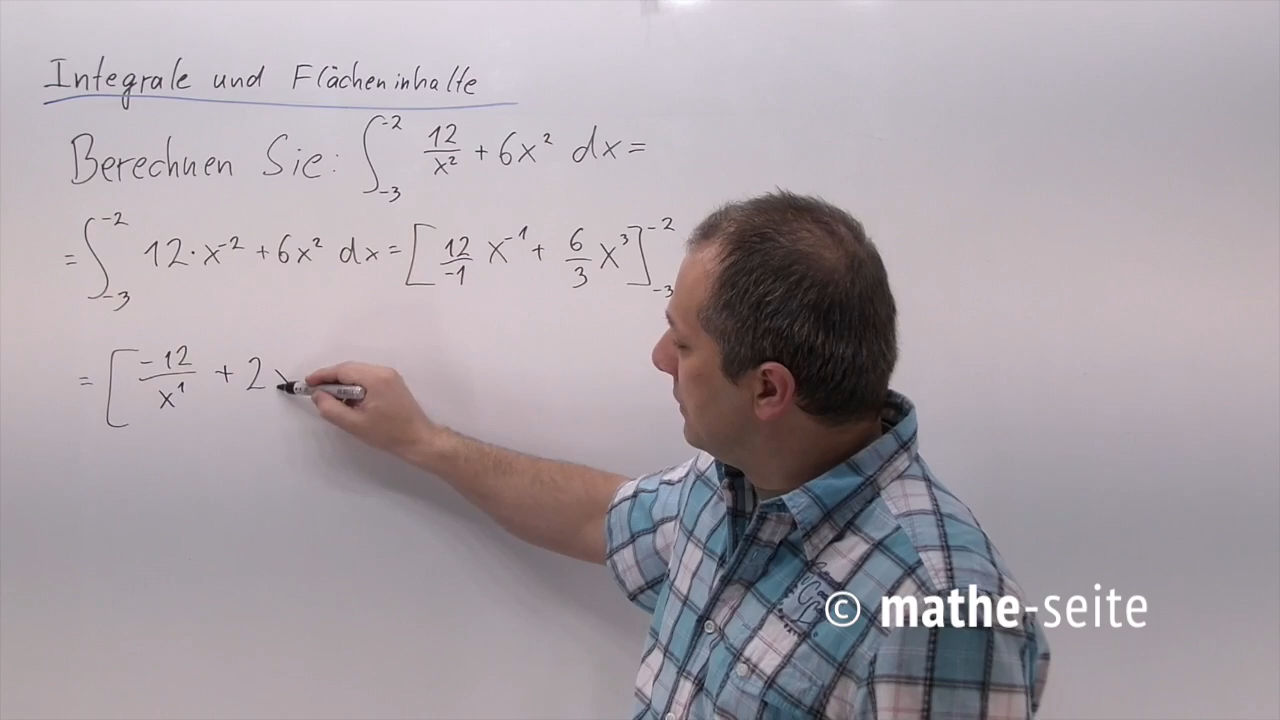 Integrale und Flächeninhalte
Berechnen Sie: ∫₋₃⁻² 12/x² + 6x² dx =
= ∫₋₃⁻² 12·x⁻² + 6x² dx = [12/-1 x⁻¹ + 6/3 x³]₋₃⁻²
= [-12/x¹ + 2x
© mathe-seite